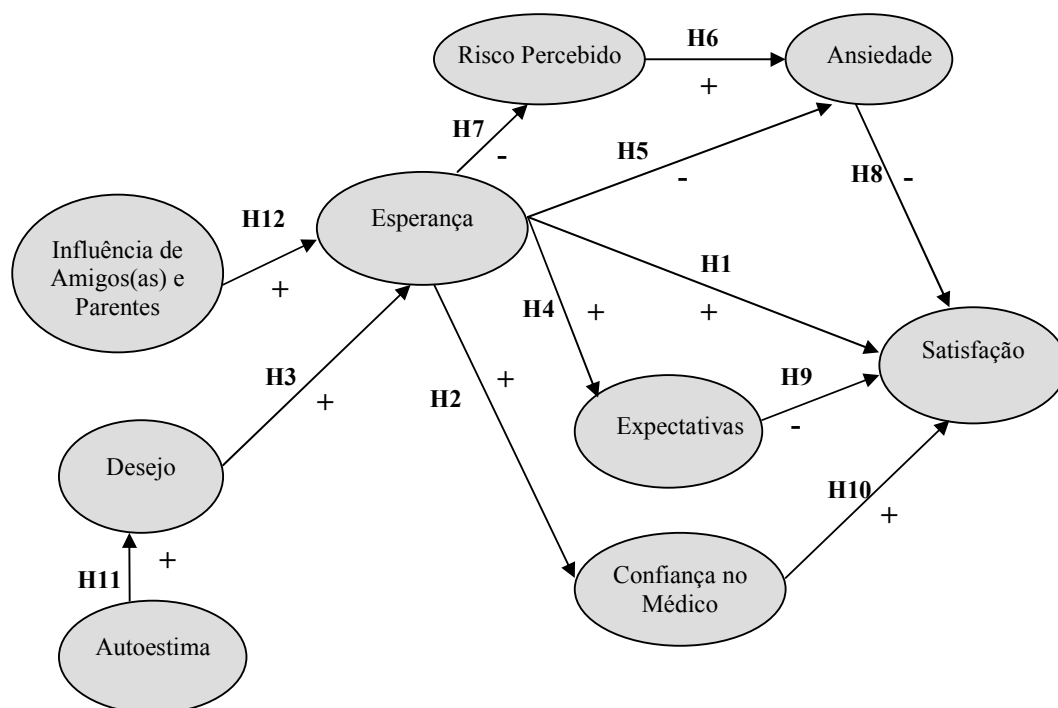 H6
Risco Percebido
Ansiedade
+
H7
-
H5
-
H8
-
Esperança
H12
+
Influência de
Amigos(as) e
Parentes
H1
+
H4
+
Satisfação
H3
+
H2
+
H9
-
Expectativas
Desejo
H10
+
H11
+
Confiança no
Médico
Autoestima